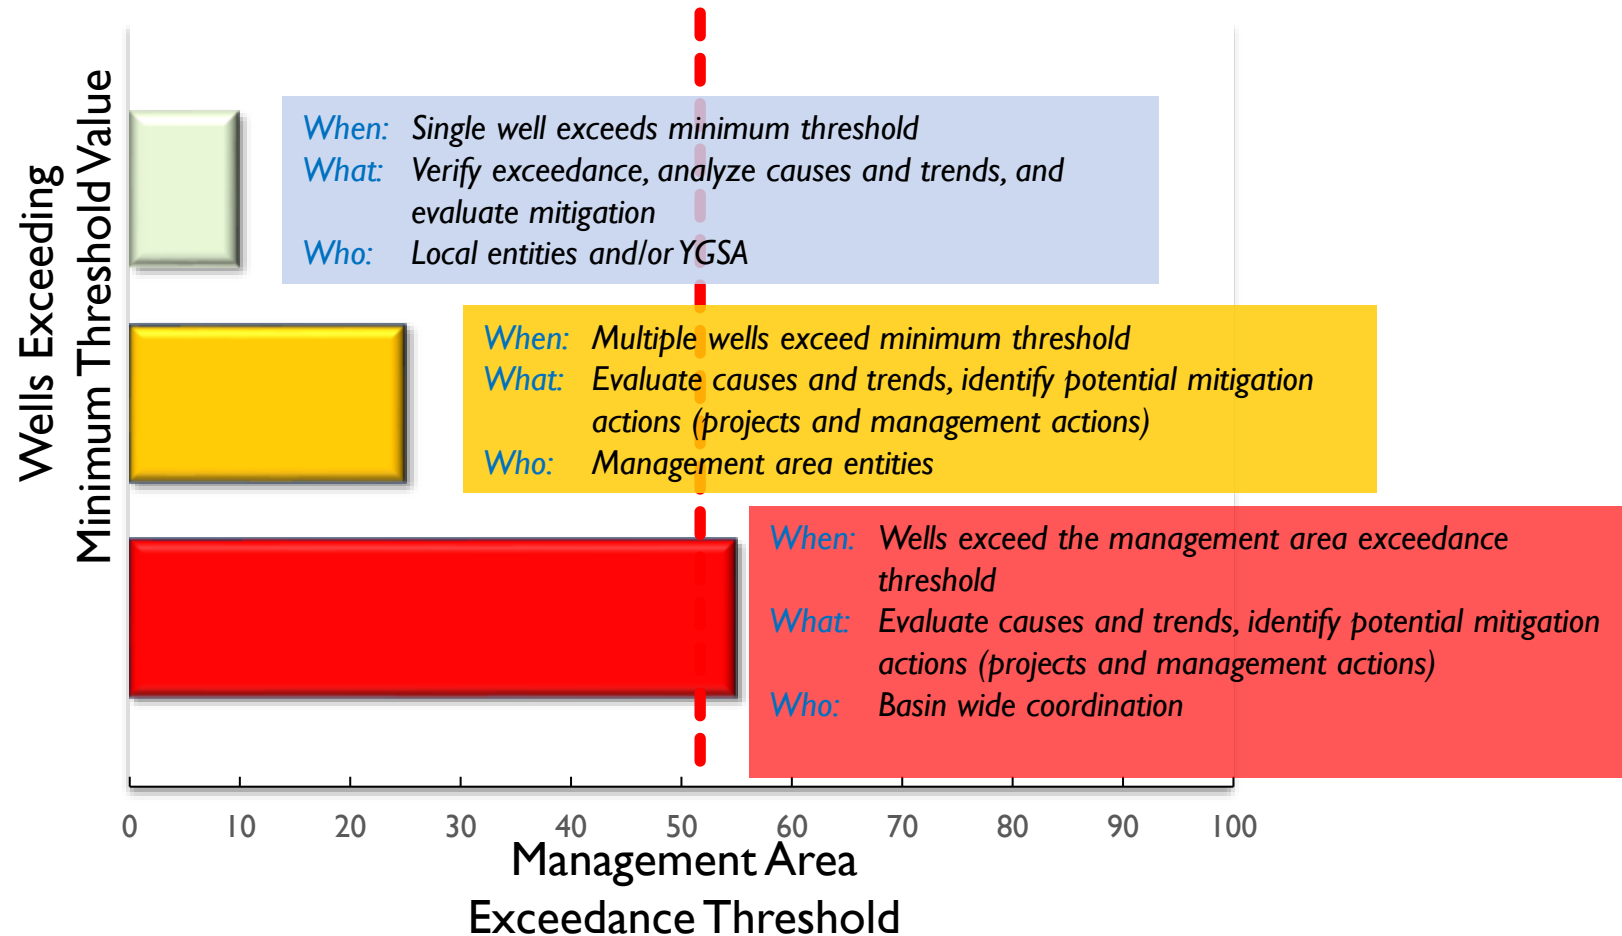 Wells Exceeding
Minimum Threshold Value
When: Single well exceeds minimum threshold
What: Verify exceedance, analyze causes and trends, and
evaluate mitigation
Who: Local entities and/or YGSA
When: Multiple wells exceed minimum threshold
What: Evaluate causes and trends, identify potential mitigation
actions (projects and management actions)
Who: Management area entities
When: Wells exceed the management area exceedance
threshold
What: Evaluate causes and trends, identify potential mitigation
actions (projects and management actions)
Who: Basin wide coordination
0 10 20 30 40 50 60 70 80 90 100
Management Area
Exceedance Threshold